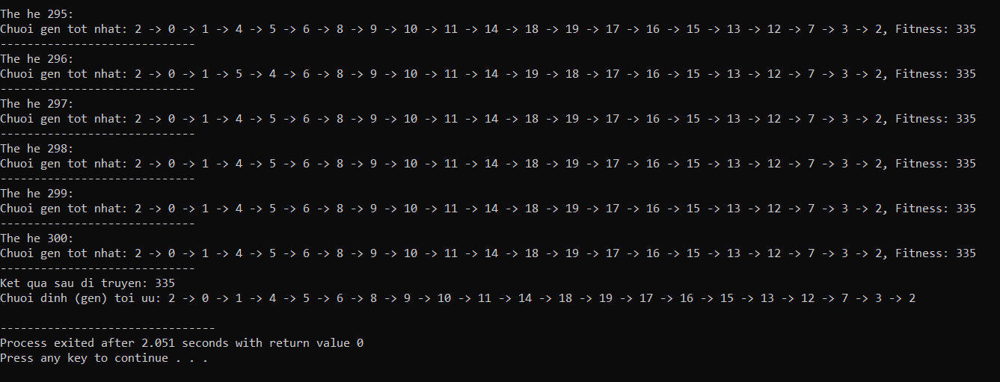 The he 295:
Chuoi gen tot nhat: 2 -> 0 -> 1 -> 4 -> 5 -> 6 -> 8 -> 9 -> 10 -> 11 -> 14 -> 18 -> 19 -> 17 -> 16 -> 15 -> 13 -> 12 -> 7 -> 3 -> 2, Fitness: 335
-----------------------------
The he 296:
Chuoi gen tot nhat: 2 -> 0 -> 1 -> 5 -> 4 -> 6 -> 8 -> 9 -> 10 -> 11 -> 14 -> 19 -> 18 -> 17 -> 16 -> 15 -> 13 -> 12 -> 7 -> 3 -> 2, Fitness: 335
-----------------------------
The he 297:
Chuoi gen tot nhat: 2 -> 0 -> 1 -> 4 -> 5 -> 6 -> 8 -> 9 -> 10 -> 11 -> 14 -> 18 -> 19 -> 17 -> 16 -> 15 -> 13 -> 12 -> 7 -> 3 -> 2, Fitness: 335
-----------------------------
The he 298:
Chuoi gen tot nhat: 2 -> 0 -> 1 -> 4 -> 5 -> 6 -> 8 -> 9 -> 10 -> 11 -> 14 -> 18 -> 19 -> 17 -> 16 -> 15 -> 13 -> 12 -> 7 -> 3 -> 2, Fitness: 335
-----------------------------
The he 299:
Chuoi gen tot nhat: 2 -> 0 -> 1 -> 4 -> 5 -> 6 -> 8 -> 9 -> 10 -> 11 -> 14 -> 18 -> 19 -> 17 -> 16 -> 15 -> 13 -> 12 -> 7 -> 3 -> 2, Fitness: 335
-----------------------------
The he 300:
Chuoi gen tot nhat: 2 -> 0 -> 1 -> 4 -> 5 -> 6 -> 8 -> 9 -> 10 -> 11 -> 14 -> 18 -> 19 -> 17 -> 16 -> 15 -> 13 -> 12 -> 7 -> 3 -> 2, Fitness: 335
-----------------------------
Ket qua sau di truyen: 335
Chuoi dinh (gen) toi uu: 2 -> 0 -> 1 -> 4 -> 5 -> 6 -> 8 -> 9 -> 10 -> 11 -> 14 -> 18 -> 19 -> 17 -> 16 -> 15 -> 13 -> 12 -> 7 -> 3 -> 2
--------------------------------
Process exited after 2.051 seconds with return value 0
Press any key to continue . . .